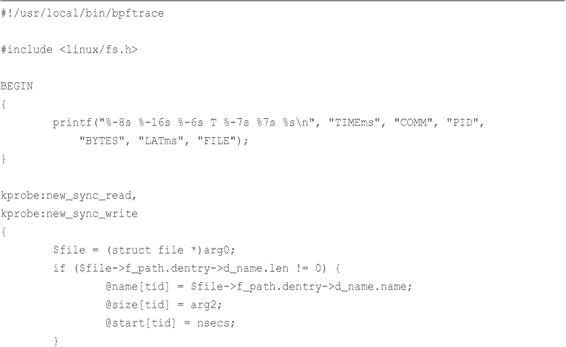 #!/usr/local/bin/bpftrace
#include <linux/fs.h>
BEGIN
{
        printf("%-8s %-16s %-6s T %-7s %7s %s\n", "TIMEms", "COMM", "PID",
            "BYTES", "LATms", "FILE");
}
kprobe:new_sync_read,
kprobe:new_sync_write
{
        $file = (struct file *)arg0;
        if ($file->f_path.dentry->d_name.len != 0) {
                @name[tid] = $file->f_path.dentry->d_name.name;
                @size[tid] = arg2;
                @start[tid] = nsecs;
        }